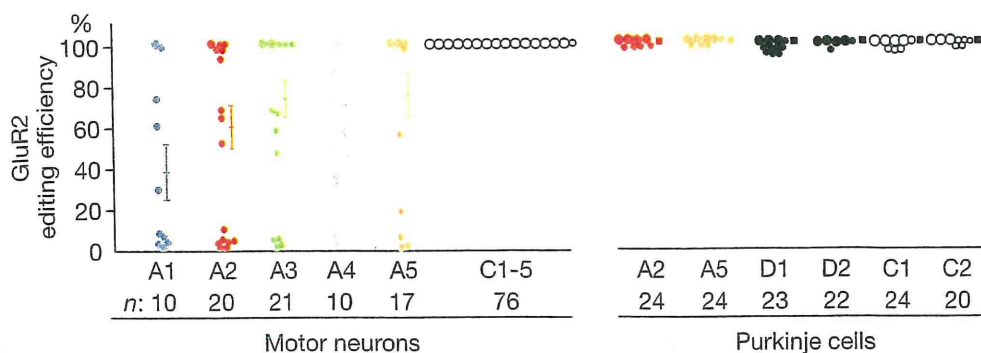 %
100
80
60
40
20
0
GluR2
editing efficiency
A1 A2 A3 A4 A5 C1-5
n: 10 20 21 10 17 76
Motor neurons
A2 A5 D1 D2 C1 C2
24 24 23 22 24 20
Purkinje cells